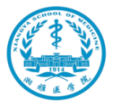 XIANGYA SCHOOL OF MEDICINE
1914
湘雅医学院